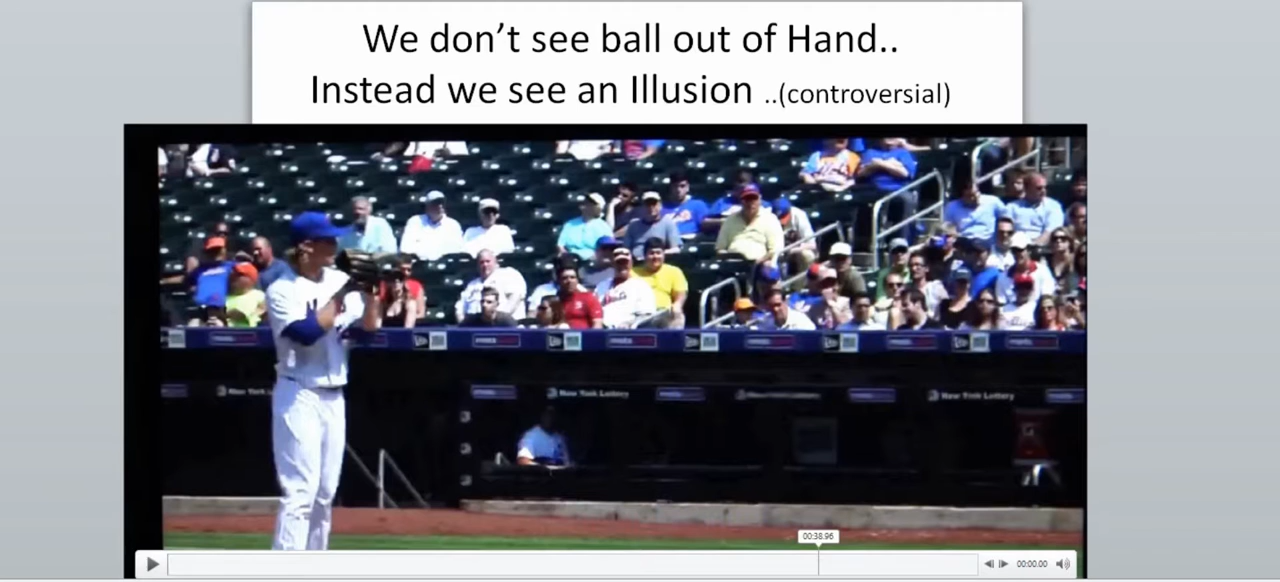 We don’t see ball out of Hand..
Instead we see an Illusion ..(controversial)
New York Lottery
New York Lottery
00:38.96
00:00.00